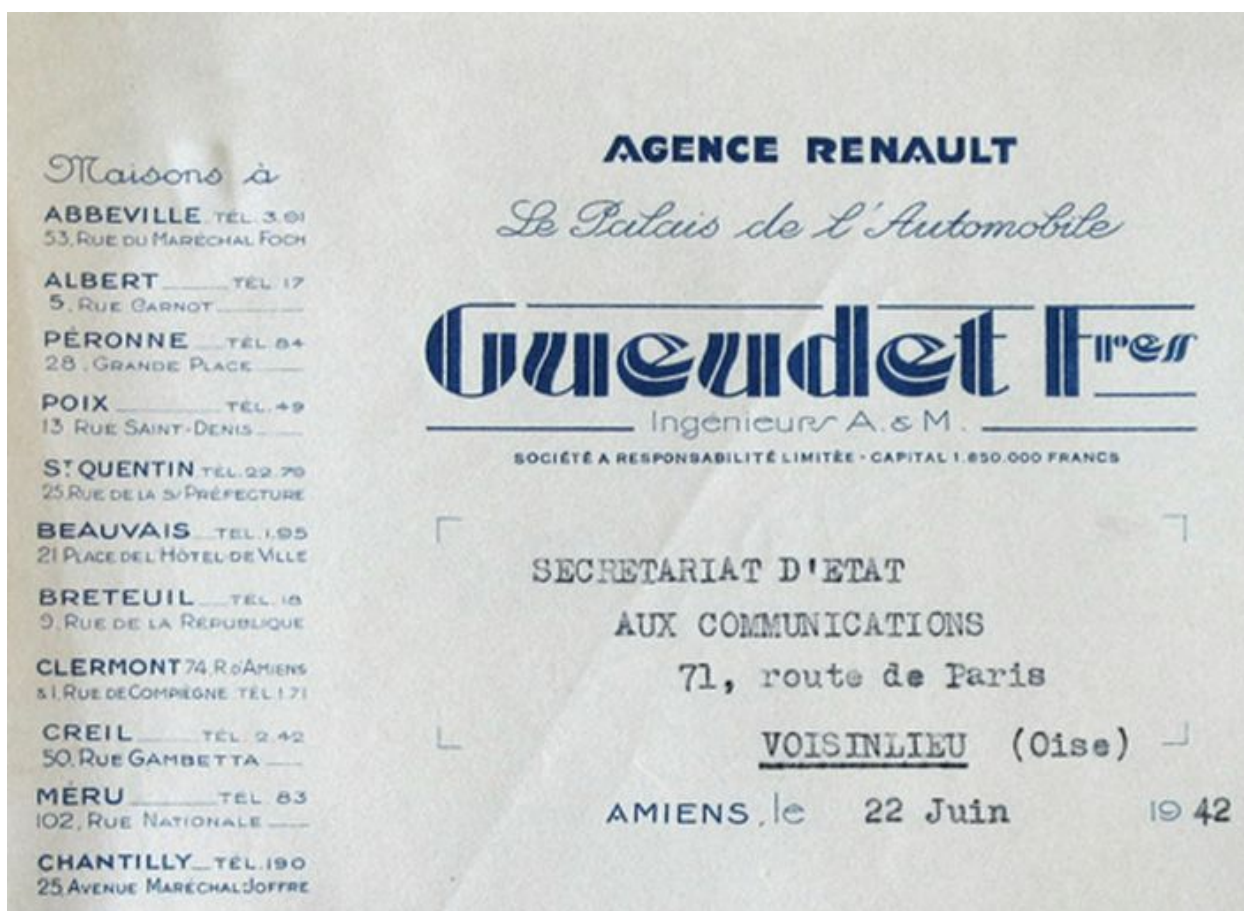 Maisons à
ABBEVILLE TÉL. 3.61
53, RUE DU MARÉCHAL FOCH
ALBERT TÉL. 17
5, RUE CARNOT
PÉRONNE TÉL. 84
28, GRANDE PLACE
POIX TÉL. 49
13 RUE SAINT-DENIS
ST QUENTIN TÉL. 22.79
25, RUE DE LA S/ PRÉFECTURE
BEAUVAIS TÉL. 1.95
21 PLACE DE L'HÔTEL DE VILLE
BRETEUIL TÉL. 18
9, RUE DE LA RÉPUBLIQUE
CLERMONT 74, R. D'AMIENS
& 1, RUE DE COMPIÈGNE TÉL. 1.71
CREIL TÉL. 2.42
50, RUE GAMBETTA
MÉRU TÉL. 83
102, RUE NATIONALE
CHANTILLY TÉL. 190
25, AVENUE MARÉCHAL JOFFRE
AGENCE RENAULT
Le Palais de l'Automobile
Gueudet Fres
Ingénieurs A. & M.
SOCIÉTÉ A RESPONSABILITÉ LIMITÉE - CAPITAL 1.850.000 FRANCS
SECRETARIAT D'ETAT
AUX COMMUNICATIONS
71, route de Paris
VOISINLIEU (Oise)
AMIENS, le 22 Juin 1942